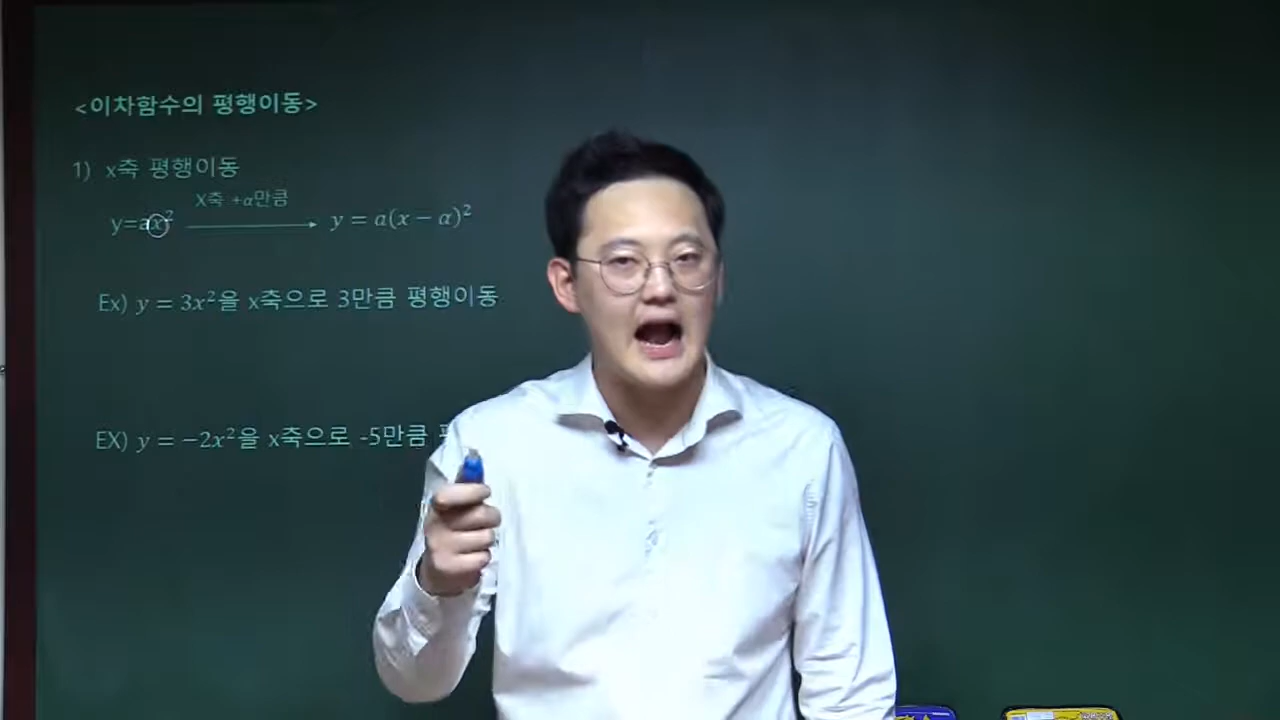 <이차함수의 평행이동>
1) x축 평행이동
X축 +α만큼
y=ax² y = a(x − α)²
Ex) y = 3x²을 x축으로 3만큼 평행이동
EX) y = −2x²을 x축으로 -5만큼